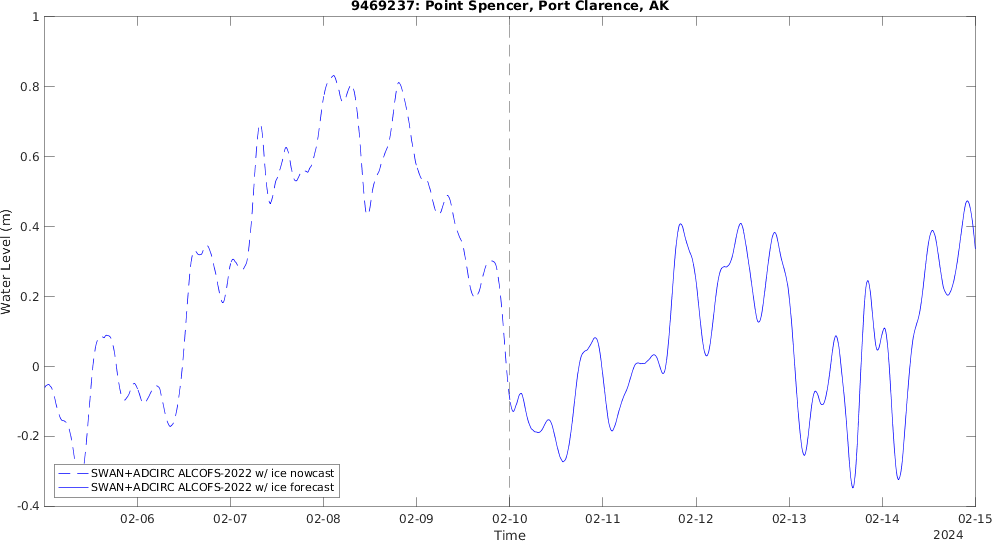 9469237: Point Spencer, Port Clarence, AK
1
0.8
0.6
0.4
0.2
0
-0.2
-0.4
Water Level (m)
SWAN+ADCIRC ALCOFS-2022 w/ ice nowcast
SWAN+ADCIRC ALCOFS-2022 w/ ice forecast
02-06 02-07 02-08 02-09 02-10 02-11 02-12 02-13 02-14 02-15
Time
2024